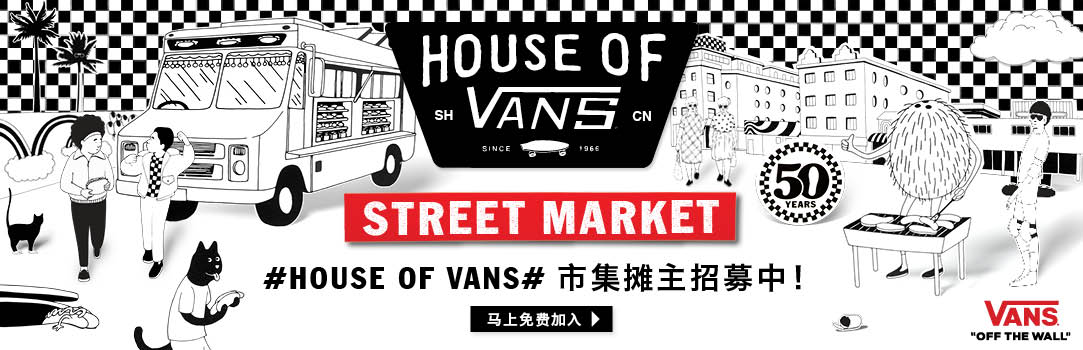 HOUSE OF
SH VANS CN
SINCE 1966
50
YEARS
STREET MARKET
#HOUSE OF VANS# 市集摊主招募中!
马上免费加入
VANS
"OFF THE WALL"